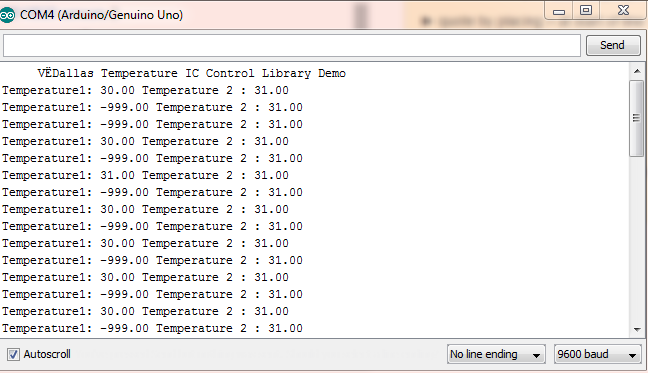 COM4 (Arduino/Genuino Uno)
Send
VËDallas Temperature IC Control Library Demo
Temperature1: 30.00 Temperature 2 : 31.00
Temperature1: -999.00 Temperature 2 : 31.00
Temperature1: -999.00 Temperature 2 : 31.00
Temperature1: 30.00 Temperature 2 : 31.00
Temperature1: -999.00 Temperature 2 : 31.00
Temperature1: 31.00 Temperature 2 : 31.00
Temperature1: -999.00 Temperature 2 : 31.00
Temperature1: 30.00 Temperature 2 : 31.00
Temperature1: -999.00 Temperature 2 : 31.00
Temperature1: 30.00 Temperature 2 : 31.00
Temperature1: -999.00 Temperature 2 : 31.00
Temperature1: 30.00 Temperature 2 : 31.00
Temperature1: -999.00 Temperature 2 : 31.00
Temperature1: 30.00 Temperature 2 : 31.00
Temperature1: -999.00 Temperature 2 : 31.00
Autoscroll
No line ending
9600 baud